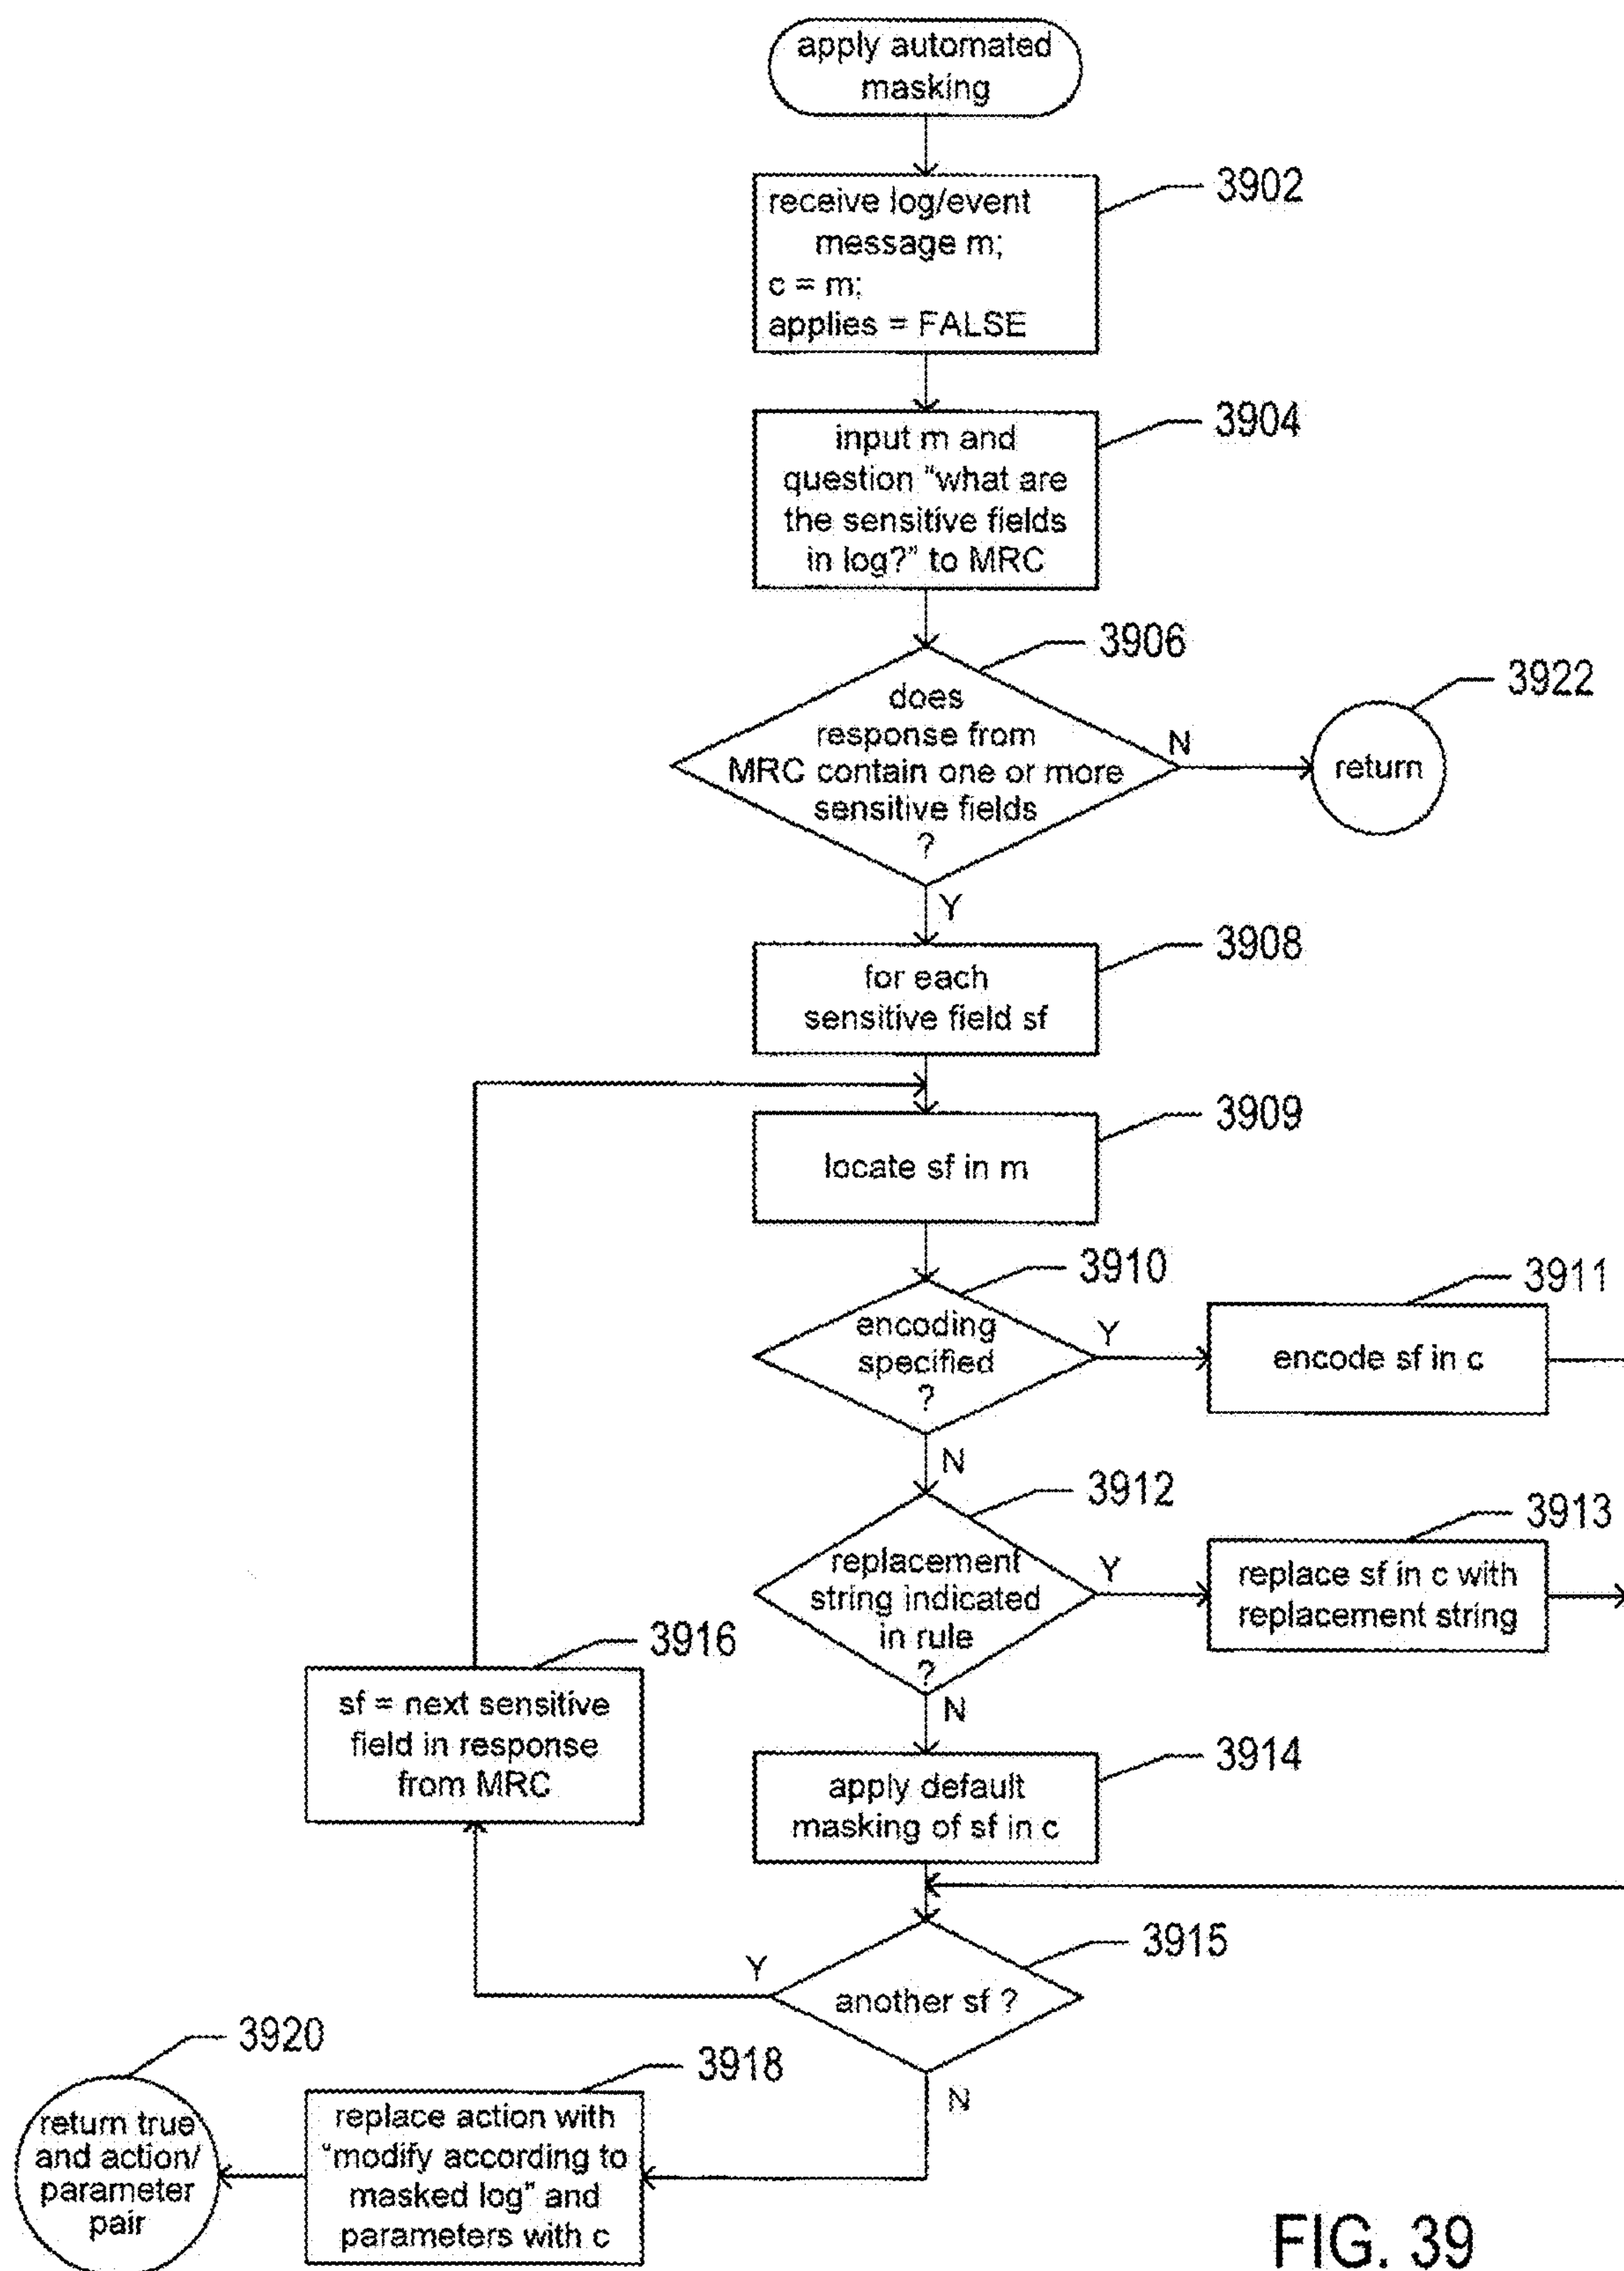 apply automated
masking
3902
receive log/event
message m;
c = m;
applies = FALSE
3904
input m and
question “what are
the sensitive fields
in log?” to MRC
3906
does
response from
MRC contain one or more
sensitive fields
?
N
3922
return
Y
3908
for each
sensitive field sf
3909
locate sf in m
3910
encoding
specified
?
Y
3911
encode sf in c
N
3912
replacement
string indicated
in rule
?
Y
3913
replace sf in c with
replacement string
N
3916
sf = next sensitive
field in response
from MRC
3914
apply default
masking of sf in c
3915
another sf ?
Y
N
3918
replace action with
“modify according to
masked log” and
parameters with c
3920
return true
and action/
parameter
pair
FIG. 39